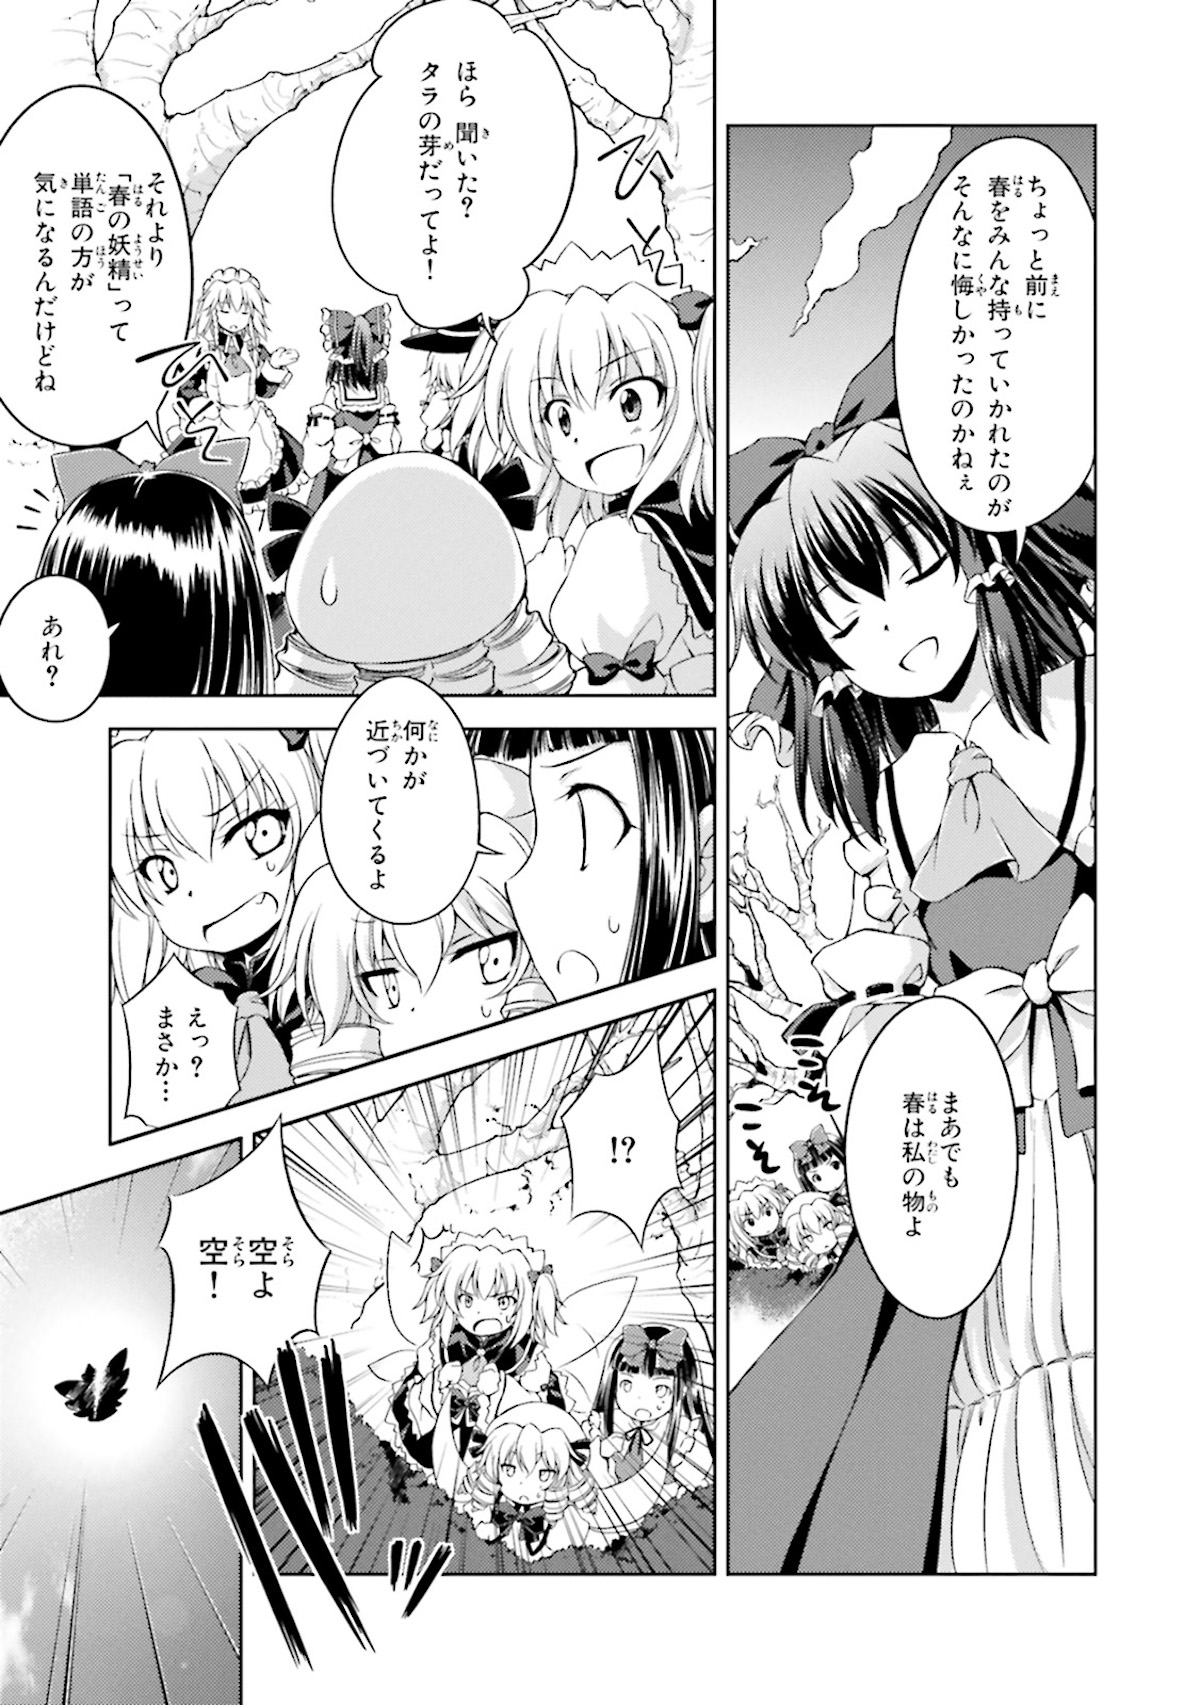 ちょっと前に
春をみんな持っていかれたのが
そんなに悔しかったのかねぇ
まあでも
春は私の物よ
ほら 聞いた?
タラの芽だってよ!
それより
「春の妖精」って
単語の方が
気になるんだけどね
あれ?
何かが
近づいてくるよ
えっ?
まさか…
!?
空よ
空!